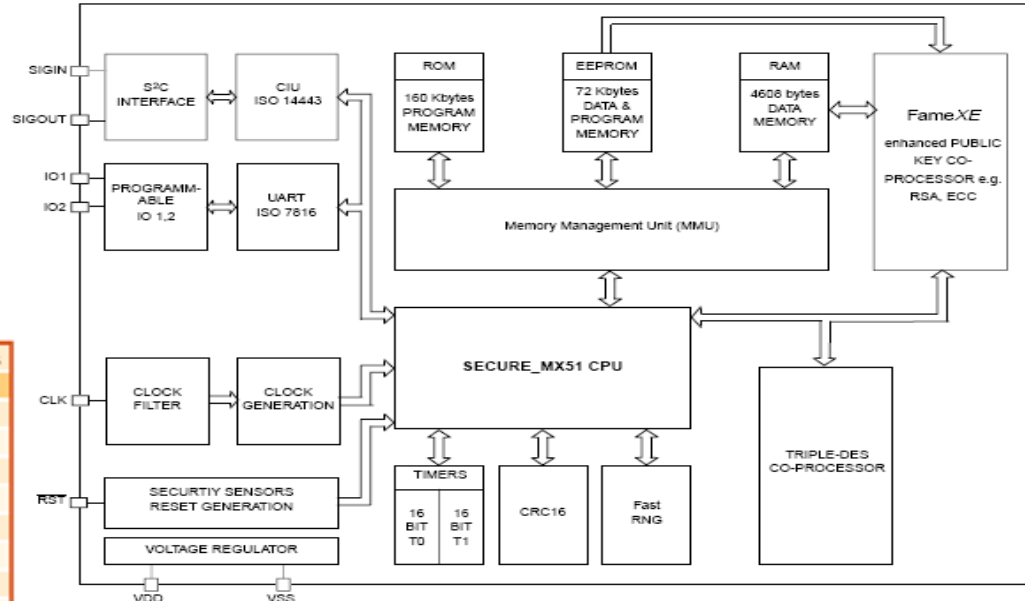 SIGIN
SIGOUT
S²C
INTERFACE
CIU
ISO 14443
IO1
IO2
PROGRAMM-
ABLE
IO 1,2
UART
ISO 7816
ROM
160 Kbytes
PROGRAM
MEMORY
EEPROM
72 Kbytes
DATA &
PROGRAM
MEMORY
RAM
4608 bytes
DATA
MEMORY
FameXE
enhanced PUBLIC
KEY CO-
PROCESSOR e.g.
RSA, ECC
Memory Management Unit (MMU)
SECURE_MX51 CPU
CLK
CLOCK
FILTER
CLOCK
GENERATION
RST
SECURTIY SENSORS
RESET GENERATION
VOLTAGE REGULATOR
VDD
VSS
TIMERS
16
BIT
T0
16
BIT
T1
CRC16
Fast
RNG
TRIPLE-DES
CO-PROCESSOR